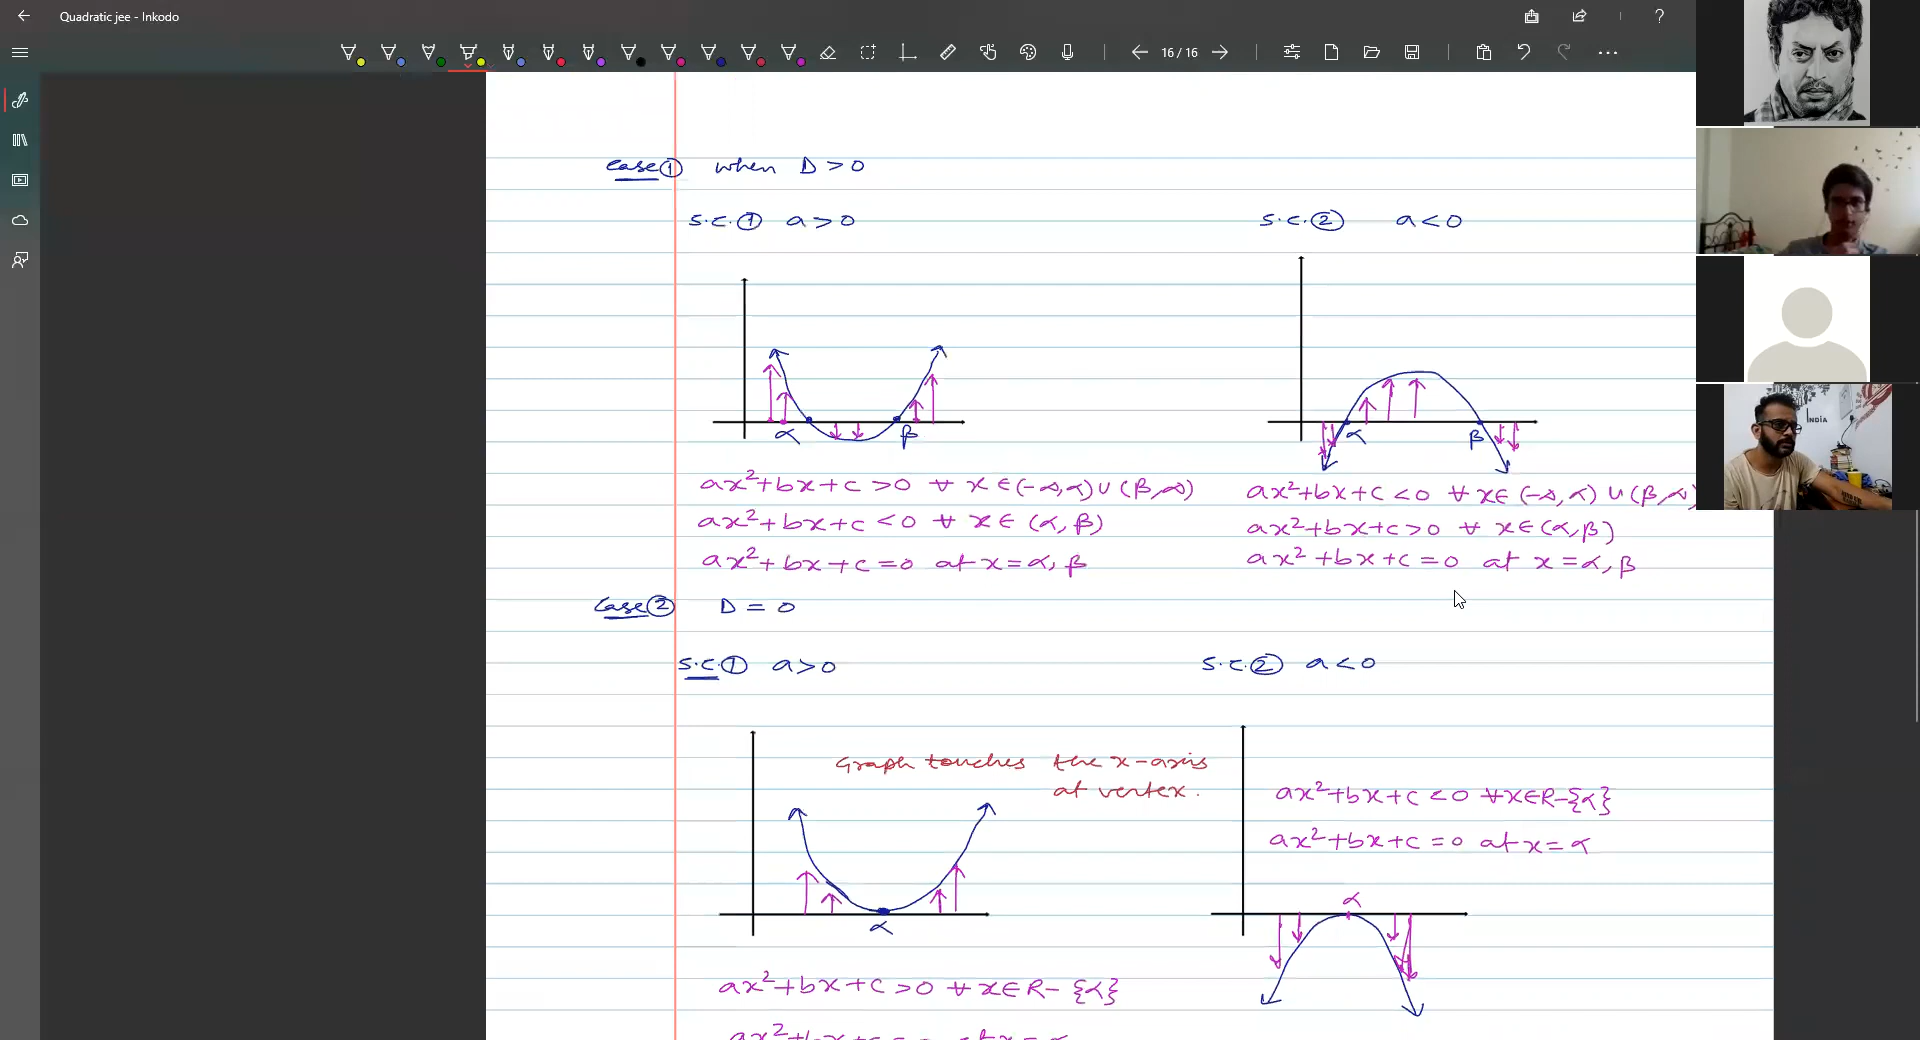 Quadratic jee - Inkodo
16 / 16
?
Case ① when D > 0
S.C. ① a > 0
S.C. ② a < 0
α β
α β
ax²+bx+c >0 ∀ x ∈ (-∞,α) ∪ (β,∞)
ax²+bx+c <0 ∀ x ∈ (-∞, α) ∪ (β, ∞)
ax²+bx+c < 0 ∀ x ∈ (α, β)
ax²+bx+c >0 ∀ x ∈ (α,β)
ax²+bx+c =0 at x = α, β
ax²+bx+c = 0 at x = α, β
Case ② D = 0
S.C. ① a > 0
S.C. ② a < 0
Graph touches the x-axis
at vertex.
ax²+bx+c <0 ∀ x ∈ R-{α}
ax²+bx+c = 0 at x = α
α
α
ax²+bx+c > 0 ∀ x ∈ R - {α}
INDIA